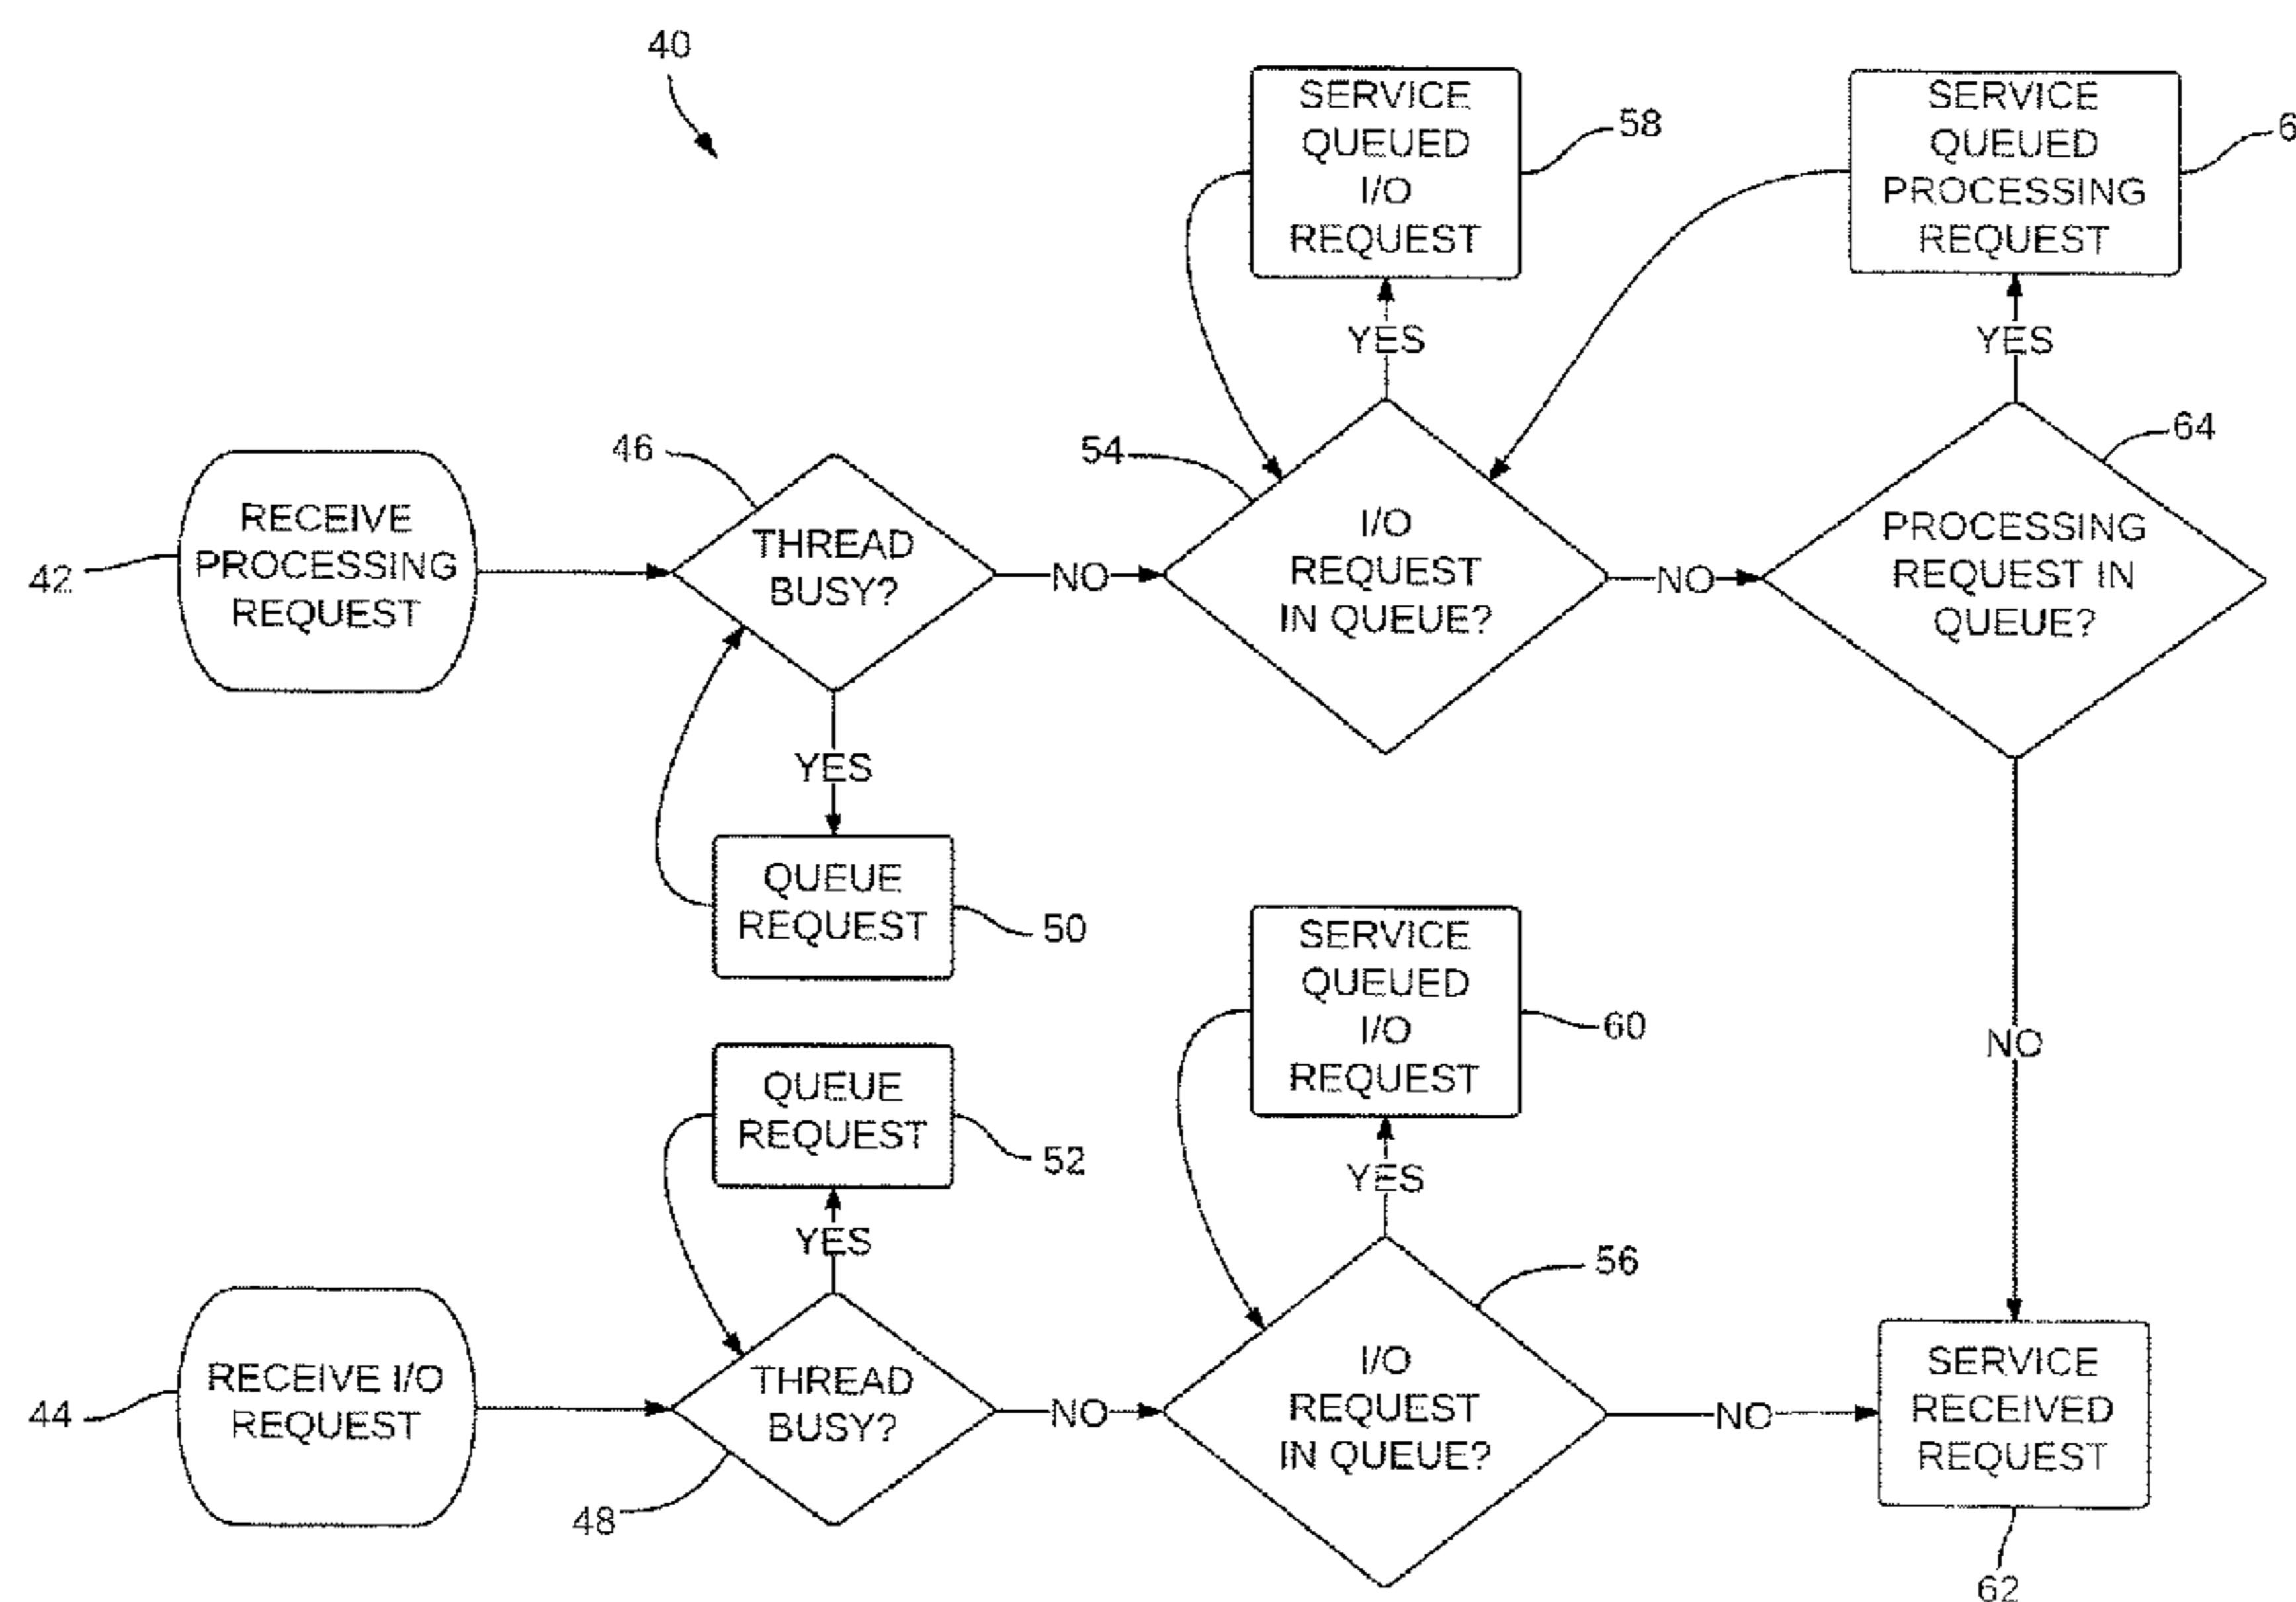 40
SERVICE
QUEUED
I/O
REQUEST
58
SERVICE
QUEUED
PROCESSING
REQUEST
YES
YES
42
RECEIVE
PROCESSING
REQUEST
46
THREAD
BUSY?
NO
54
I/O
REQUEST
IN QUEUE?
NO
64
PROCESSING
REQUEST IN
QUEUE?
YES
QUEUE
REQUEST
50
SERVICE
QUEUED
I/O
REQUEST
60
NO
QUEUE
REQUEST
52
YES
YES
44
RECEIVE I/O
REQUEST
THREAD
BUSY?
48
NO
56
I/O
REQUEST
IN QUEUE?
NO
SERVICE
RECEIVED
REQUEST
62